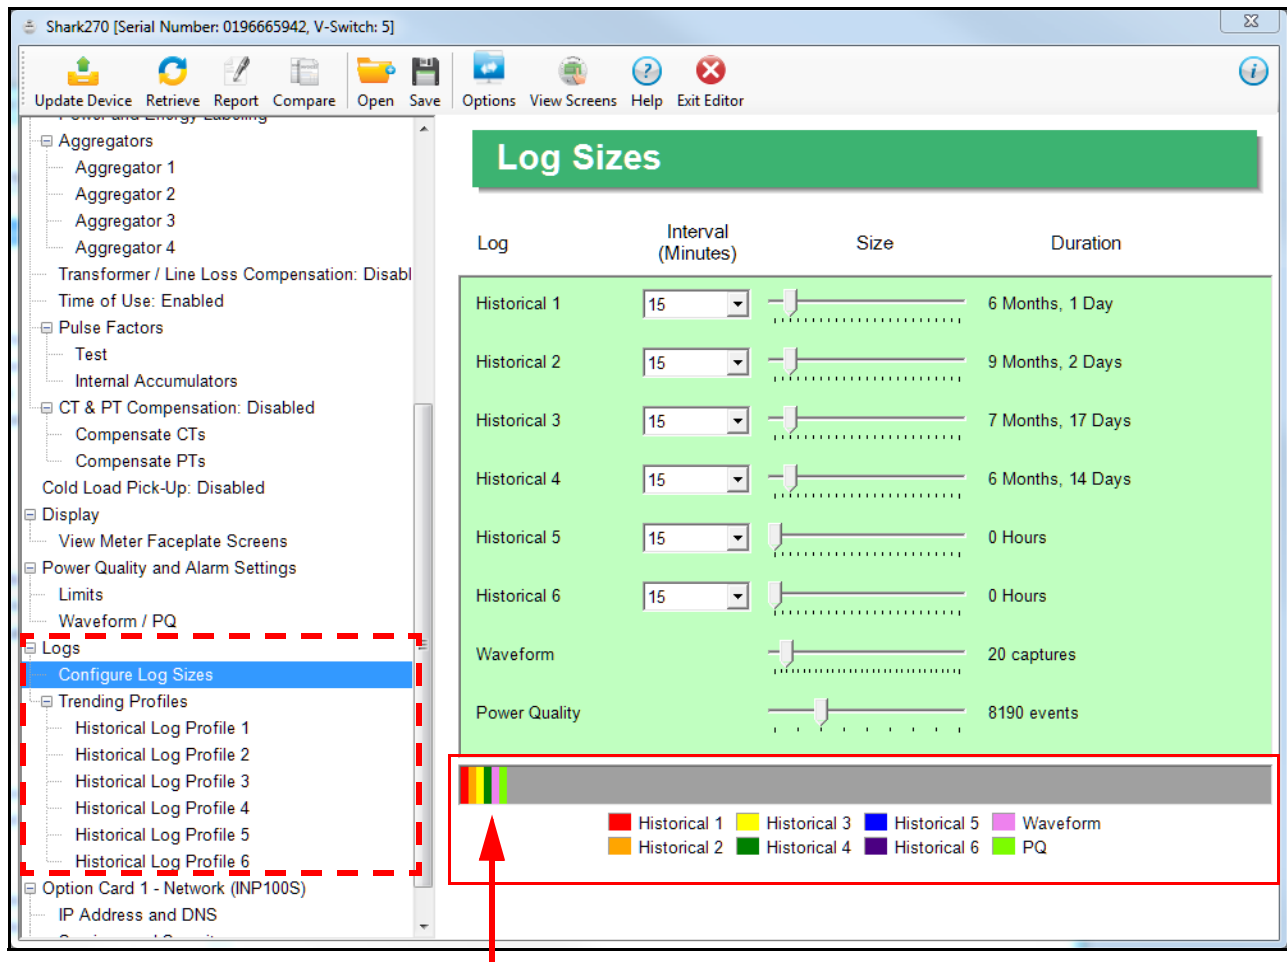 Shark270 [Serial Number: 0196665942, V-Switch: 5]
Update Device Retrieve Report Compare Open Save Options View Screens Help Exit Editor
Power and Energy Labeling
Aggregators
Aggregator 1
Aggregator 2
Aggregator 3
Aggregator 4
Transformer / Line Loss Compensation: Disabl
Time of Use: Enabled
Pulse Factors
Test
Internal Accumulators
CT & PT Compensation: Disabled
Compensate CTs
Compensate PTs
Cold Load Pick-Up: Disabled
Display
View Meter Faceplate Screens
Power Quality and Alarm Settings
Limits
Waveform / PQ
Logs
Configure Log Sizes
Trending Profiles
Historical Log Profile 1
Historical Log Profile 2
Historical Log Profile 3
Historical Log Profile 4
Historical Log Profile 5
Historical Log Profile 6
Option Card 1 - Network (INP100S)
IP Address and DNS
Log Sizes
Log Interval (Minutes) Size Duration
Historical 1 15 6 Months, 1 Day
Historical 2 15 9 Months, 2 Days
Historical 3 15 7 Months, 17 Days
Historical 4 15 6 Months, 14 Days
Historical 5 15 0 Hours
Historical 6 15 0 Hours
Waveform 20 captures
Power Quality 8190 events
Historical 1 Historical 3 Historical 5 Waveform
Historical 2 Historical 4 Historical 6 PQ